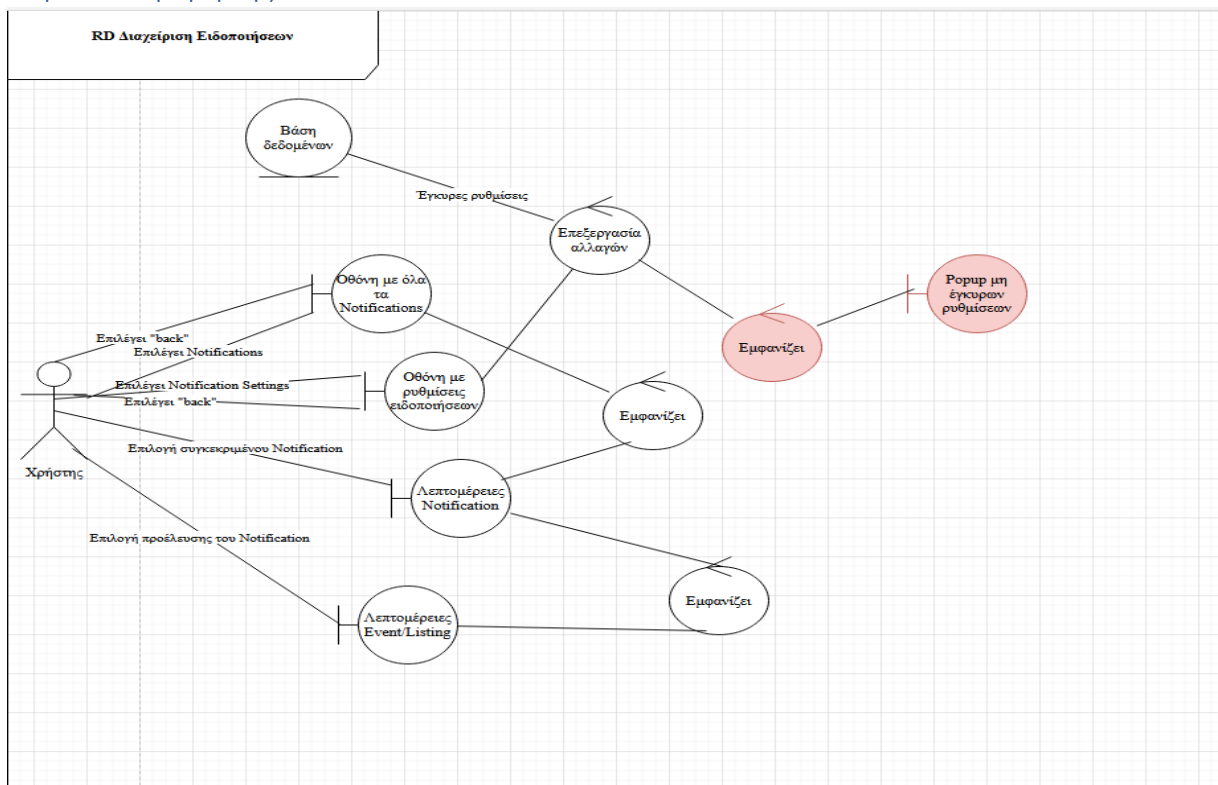 RD Διαχείριση Ειδοποιήσεων
Βάση
δεδομένων
Έγκυρες ρυθμίσεις
Επεξεργασία
αλλαγών
Οθόνη με όλα
τα
Notifications
Popup μη
έγκυρων
ρυθμίσεων
Επιλέγει "back"
Εμφανίζει
Επιλέγει Notifications
Οθόνη με
ρυθμίσεις
ειδοποιήσεων
Επιλέγει Notification Settings
Επιλέγει "back"
Εμφανίζει
Επιλογή συγκεκριμένου Notification
Χρήστης
Λεπτομέρειες
Notification
Επιλογή προέλευσης του Notification
Εμφανίζει
Λεπτομέρειες
Event/Listing